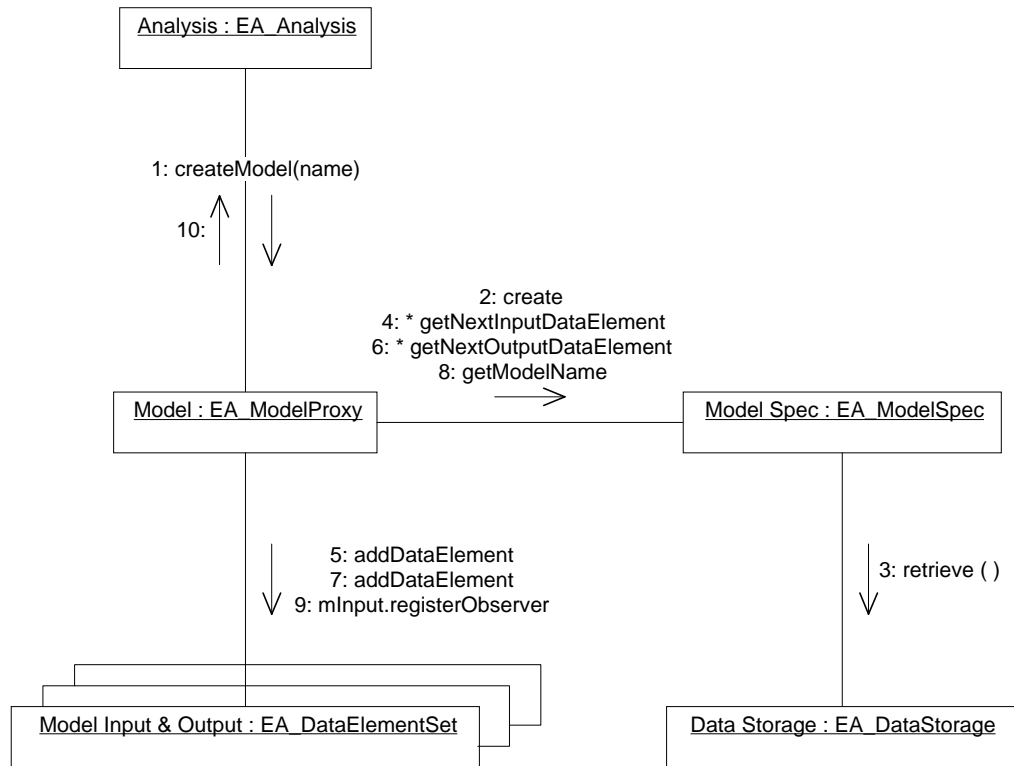 Analysis : EA_Analysis
1: createModel(name)
10:
2: create
4: * getNextInputDataElement
6: * getNextOutputDataElement
8: getModelName
Model : EA_ModelProxy
Model Spec : EA_ModelSpec
5: addDataElement
7: addDataElement
9: mInput.registerObserver
3: retrieve ( )
Model Input & Output : EA_DataElementSet
Data Storage : EA_DataStorage